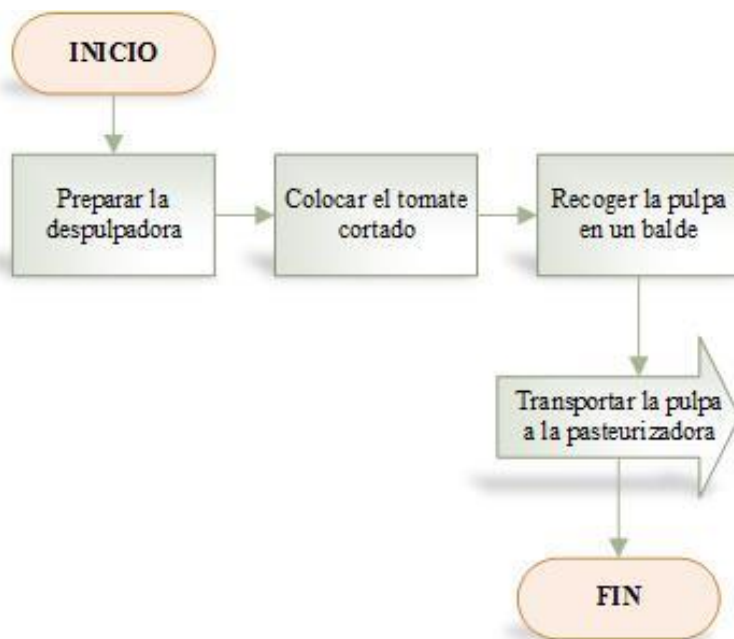 INICIO
Preparar la
despulpadora
Colocar el tomate
cortado
Recoger la pulpa
en un balde
Transportar la pulpa
a la pasteurizadora
FIN